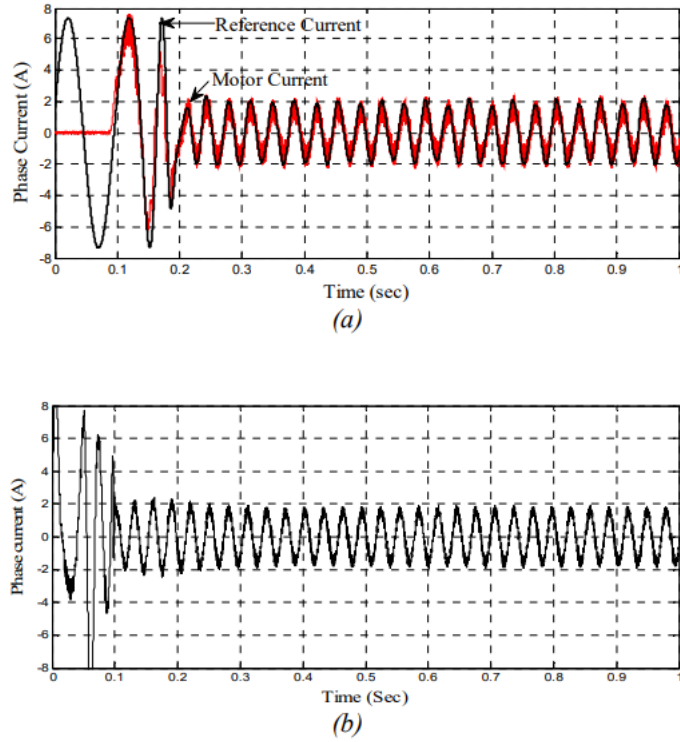 8
Reference Current
6
4
Motor Current
2
0
-2
-4
-6
-8
Phase Current (A)
0 0.1 0.2 0.3 0.4 0.5 0.6 0.7 0.8 0.9 1
Time (sec)
(a)
8
6
4
2
0
-2
-4
-6
-8
Phase current (A)
0 0.1 0.2 0.3 0.4 0.5 0.6 0.7 0.8 0.9 1
Time (Sec)
(b)